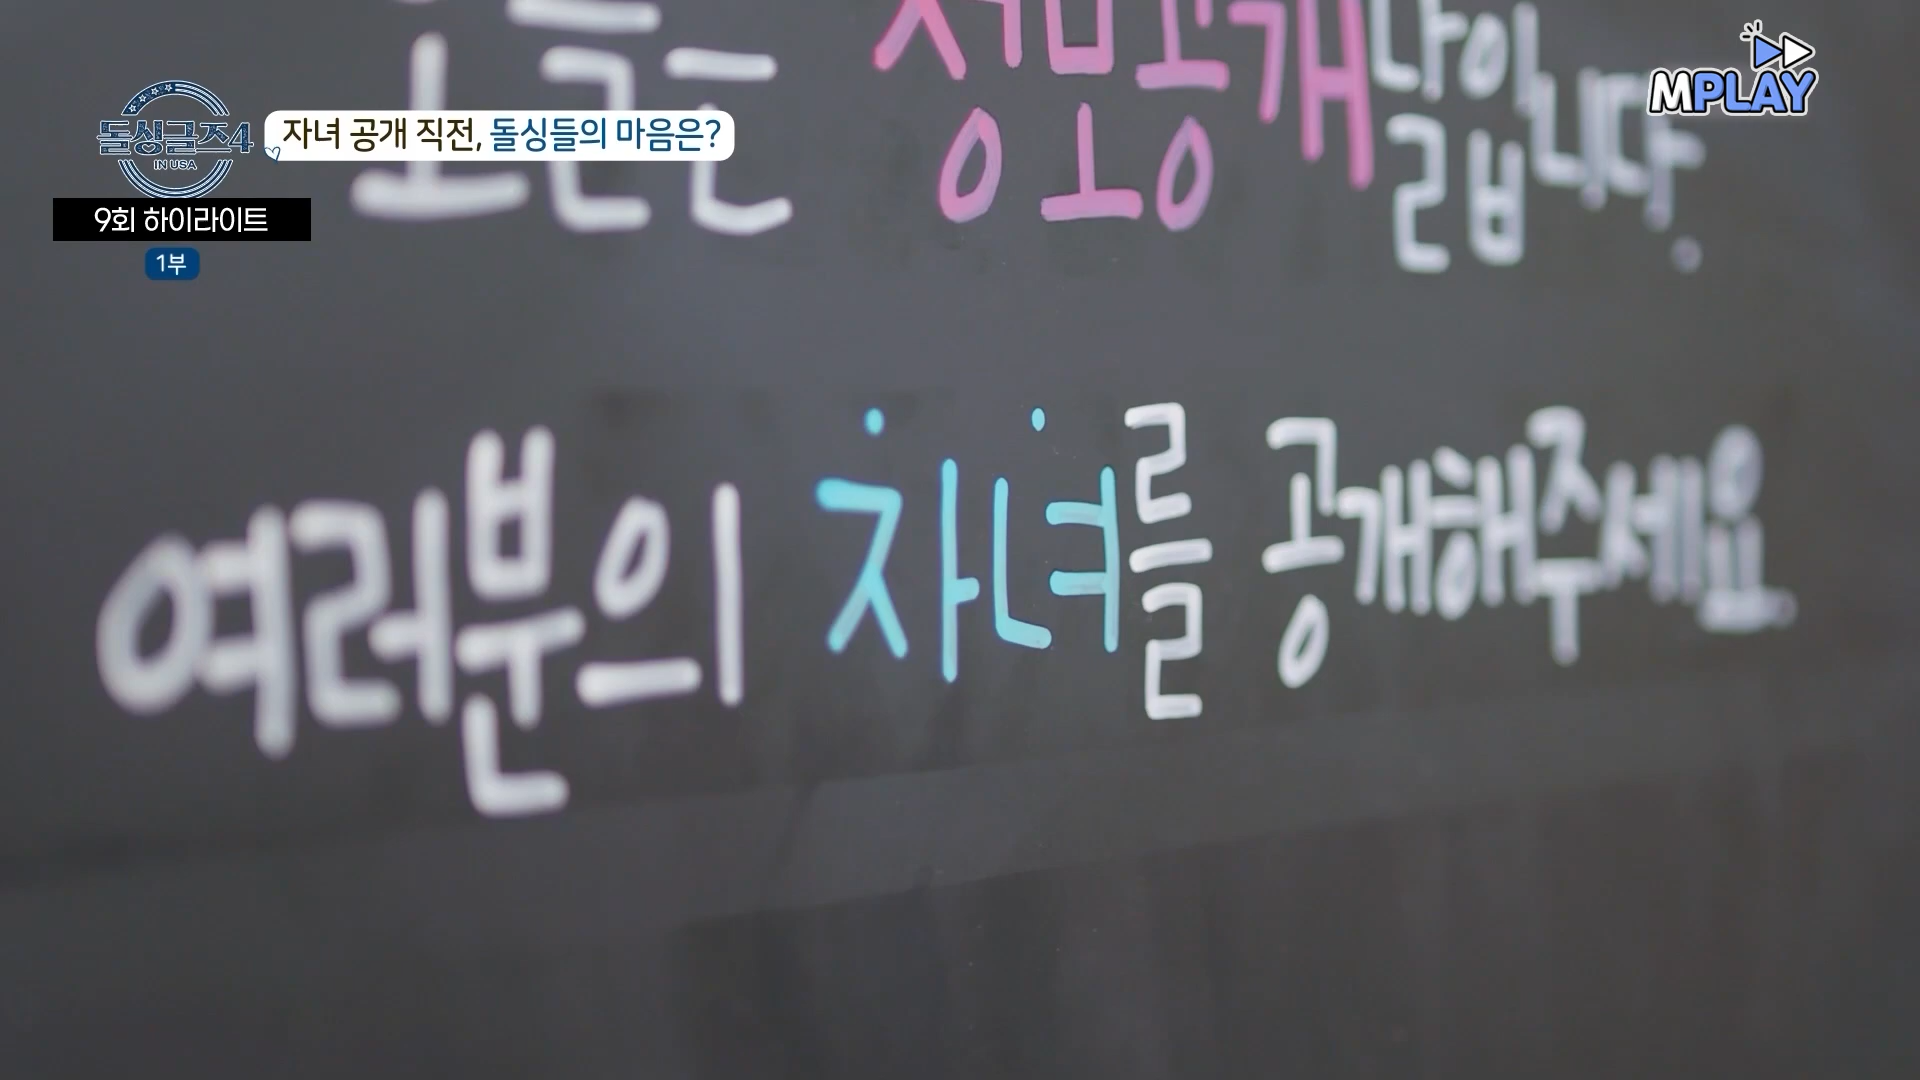 오늘은 정보공개 날입니다.
MPLAY
돌싱글즈4
IN USA
자녀 공개 직전, 돌싱들의 마음은?
9회 하이라이트
1부
여러분의 자녀를 공개해주세요.